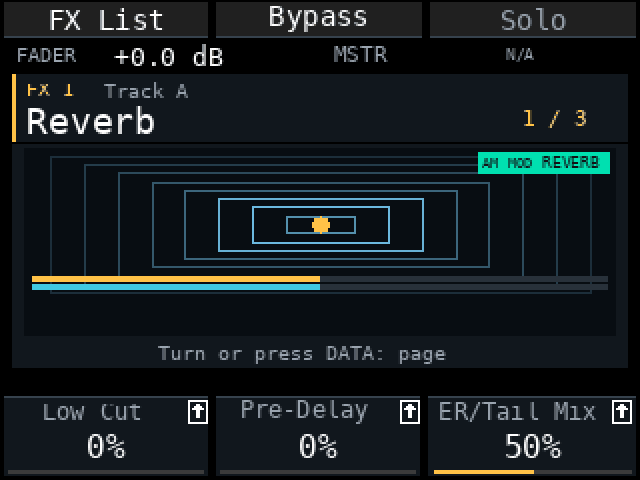 FX List Bypass Solo
FADER +0.0 dB MSTR N/A
FX 1 Track A
Reverb 1 / 3
AM MOD REVERB
Turn or press DATA: page
Low Cut Pre-Delay ER/Tail Mix
0% 0% 50%